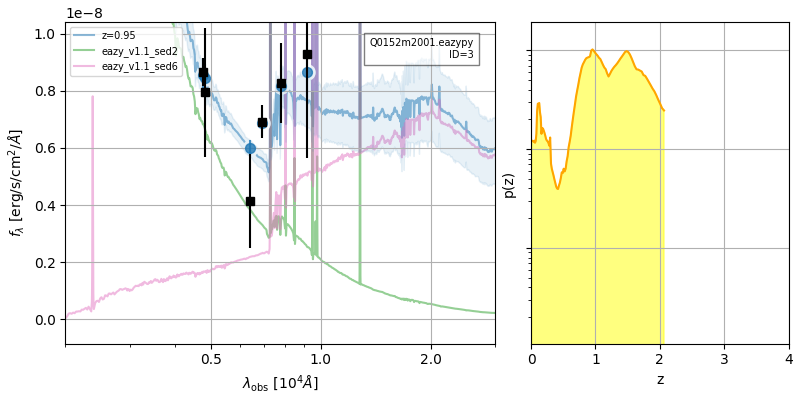 1e−8
z=0.95
eazy_v1.1_sed2
eazy_v1.1_sed6
Q0152m2001.eazypy
ID=3
1.0
0.8
0.6
0.4
0.2
0.0
fλ [erg/s/cm²/Å]
0.5 1.0 2.0
λobs [10⁴Å]
p(z)
0 1 2 3 4
z